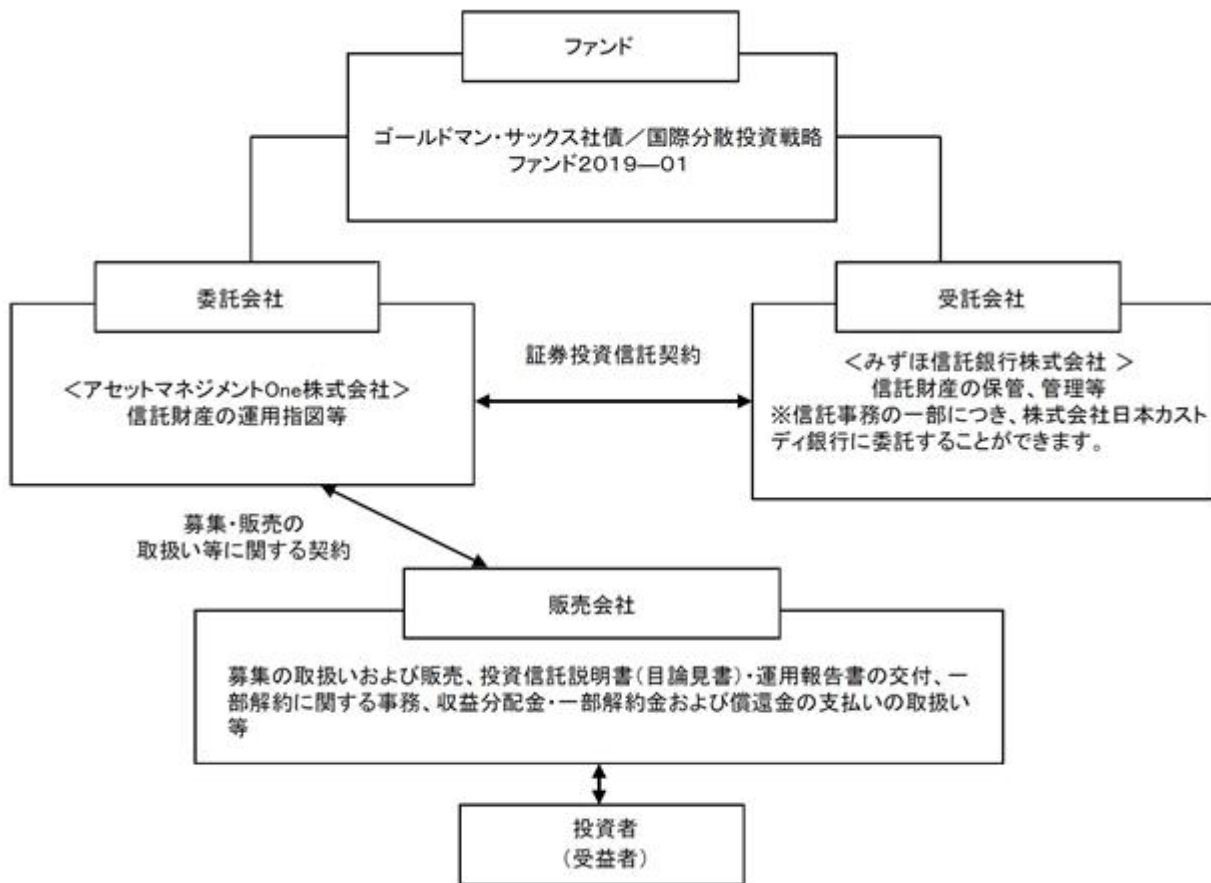 ファンド
ゴールドマン・サックス社債／国際分散投資戦略
ファンド2019―01
委託会社
＜アセットマネジメントOne株式会社＞
信託財産の運用指図等
証券投資信託契約
受託会社
＜みずほ信託銀行株式会社 ＞
信託財産の保管、管理等
※信託事務の一部につき、株式会社日本カスト
ディ銀行に委託することができます。
募集・販売の
取扱い等に関する契約
販売会社
募集の取扱いおよび販売、投資信託説明書(目論見書)・運用報告書の交付、一
部解約に関する事務、収益分配金・一部解約金および償還金の支払いの取扱い
等
投資者
（受益者）